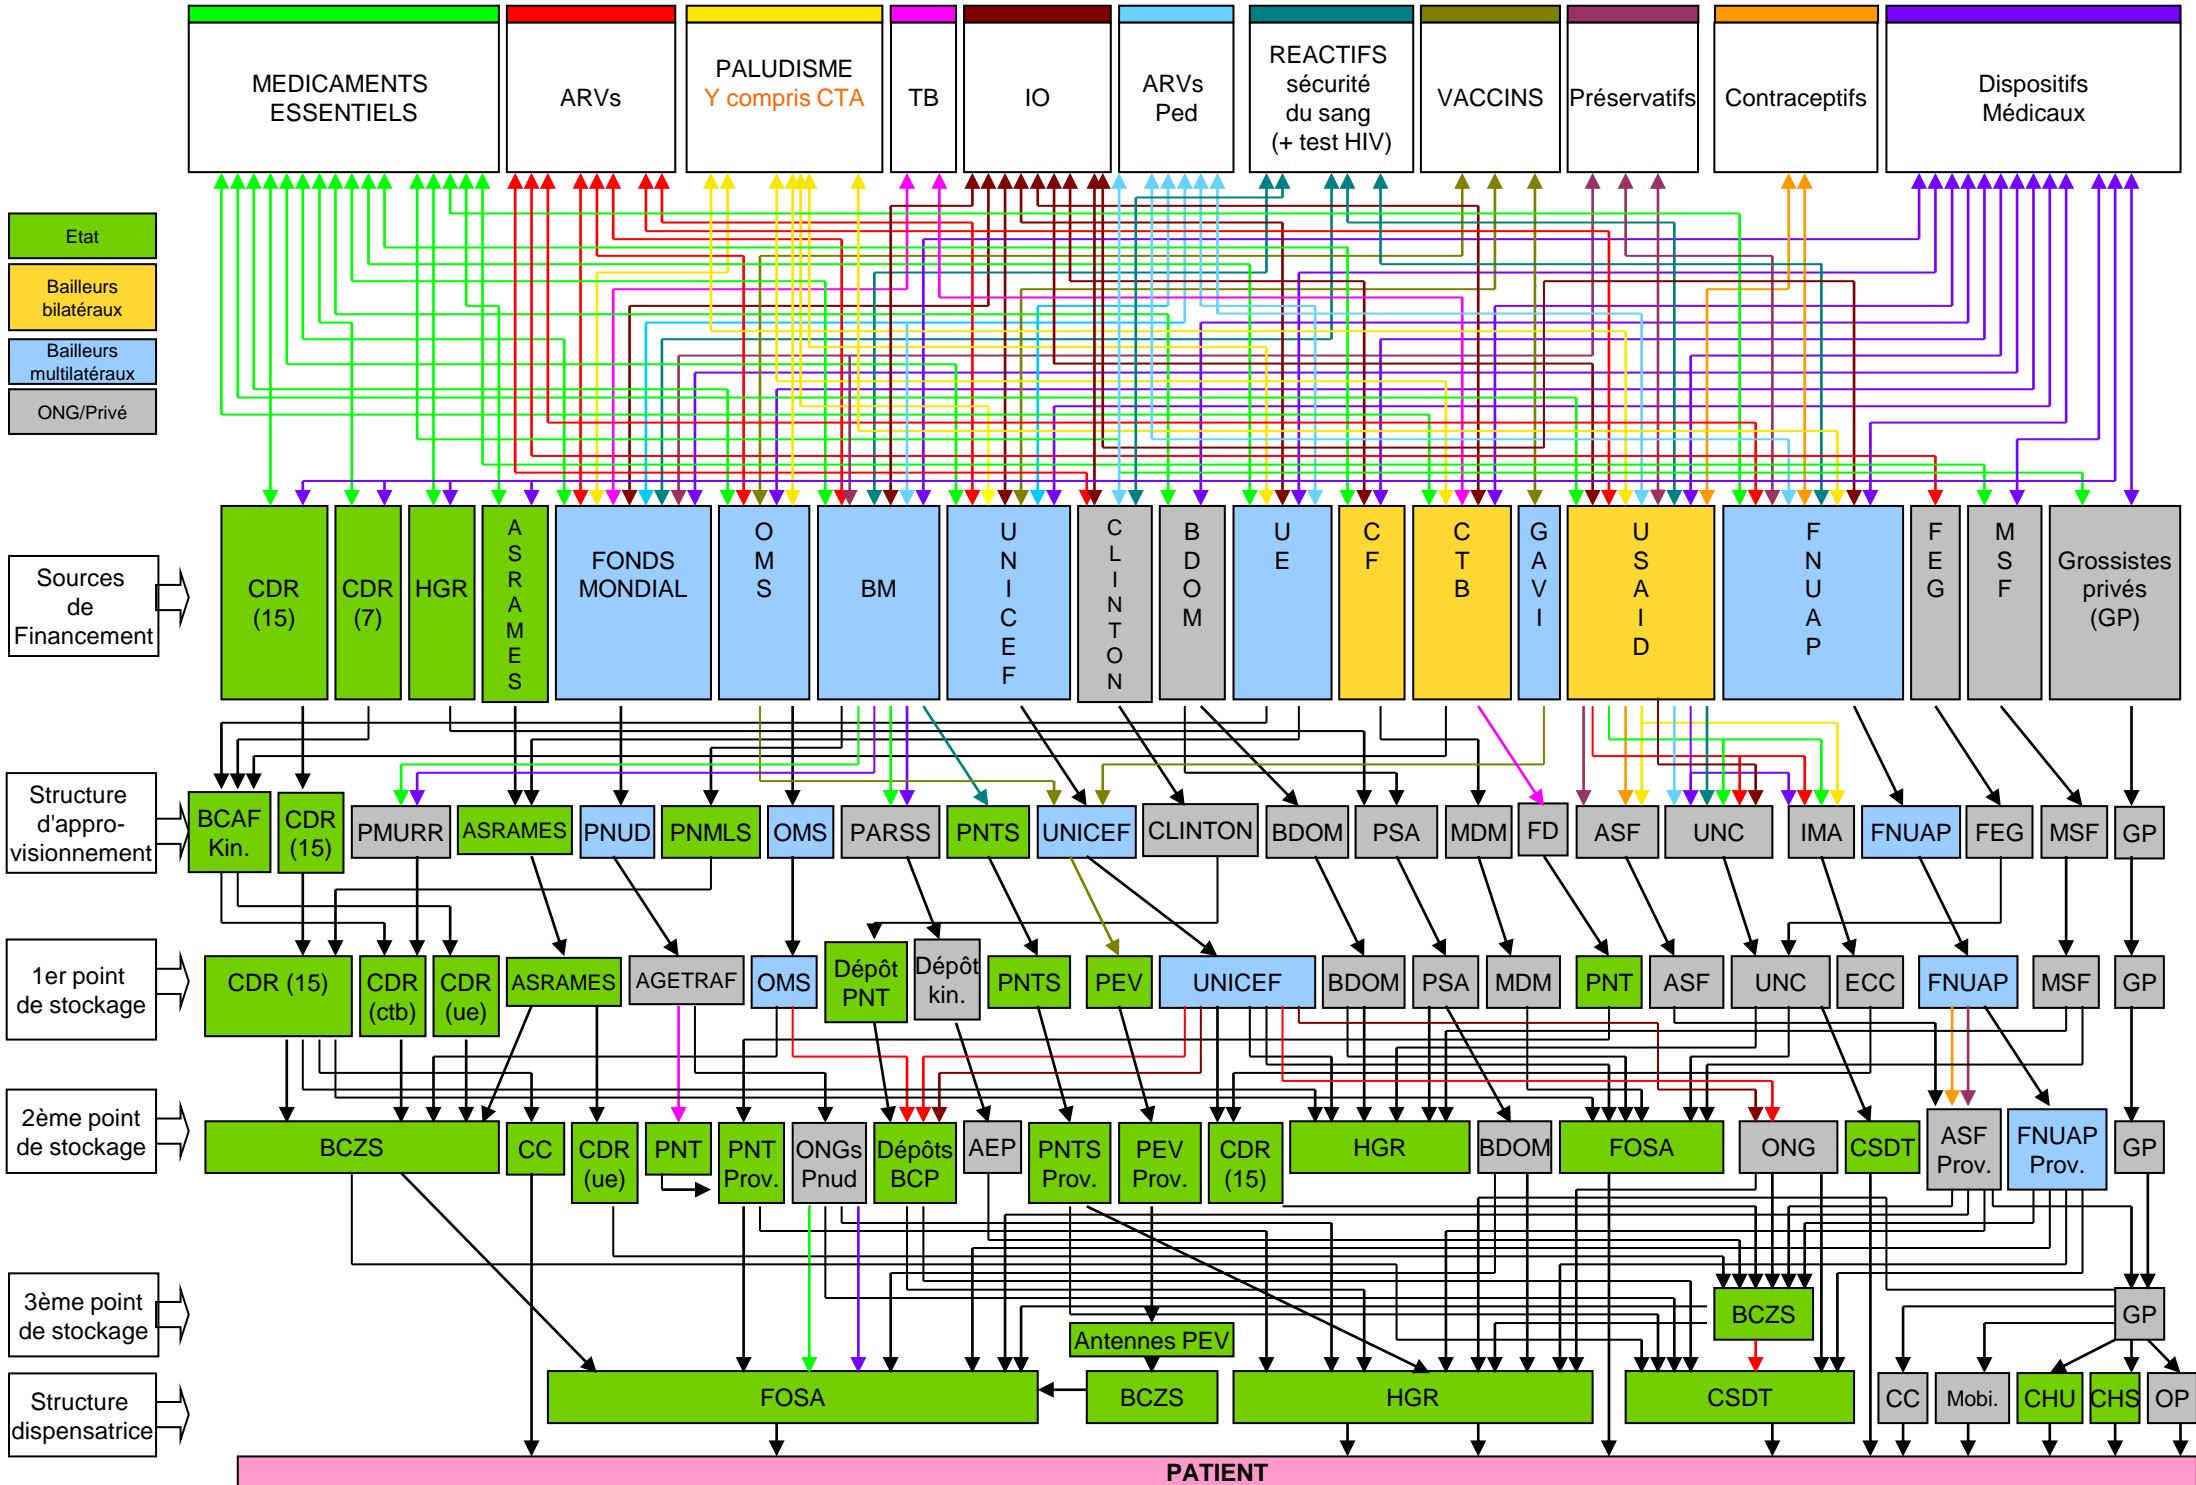 MEDICAMENTS
ESSENTIELS
ARVs
PALUDISME
Y compris CTA
TB
IO
ARVs
Ped
REACTIFS
sécurité
du sang
(+ test HIV)
VACCINS
Préservatifs
Contraceptifs
Dispositifs
Médicaux
Etat
Bailleurs
bilatéraux
Bailleurs
multilatéraux
ONG/Privé
Sources
de
Financement
CDR
(15)
CDR
(7)
HGR
ASRAMES
FONDS
MONDIAL
OMS
BM
UNICEF
CLINTON
BDOM
UE
CF
CTB
GAVI
USAID
FNUAP
FEG
MSF
Grossistes
privés
(GP)
Structure
d'appro-
visionnement
BCAF
Kin.
CDR
(15)
PMURR
ASRAMES
PNUD
PNMLS
OMS
PARSS
PNTS
UNICEF
CLINTON
BDOM
PSA
MDM
FD
ASF
UNC
IMA
FNUAP
FEG
MSF
GP
1er point
de stockage
CDR (15)
CDR
(ctb)
CDR
(ue)
ASRAMES
AGETRAF
OMS
Dépôt
PNT
Dépôt
kin.
PNTS
PEV
UNICEF
BDOM
PSA
MDM
PNT
ASF
UNC
ECC
FNUAP
MSF
GP
2ème point
de stockage
BCZS
CC
CDR
(ue)
PNT
PNT
Prov.
ONGs
Pnud
Dépôts
BCP
AEP
PNTS
Prov.
PEV
Prov.
CDR
(15)
HGR
BDOM
FOSA
ONG
CSDT
ASF
Prov.
FNUAP
Prov.
GP
3ème point
de stockage
Antennes PEV
BCZS
GP
Structure
dispensatrice
FOSA
BCZS
HGR
CSDT
CC
Mobi.
CHU
CHS
OP
PATIENT